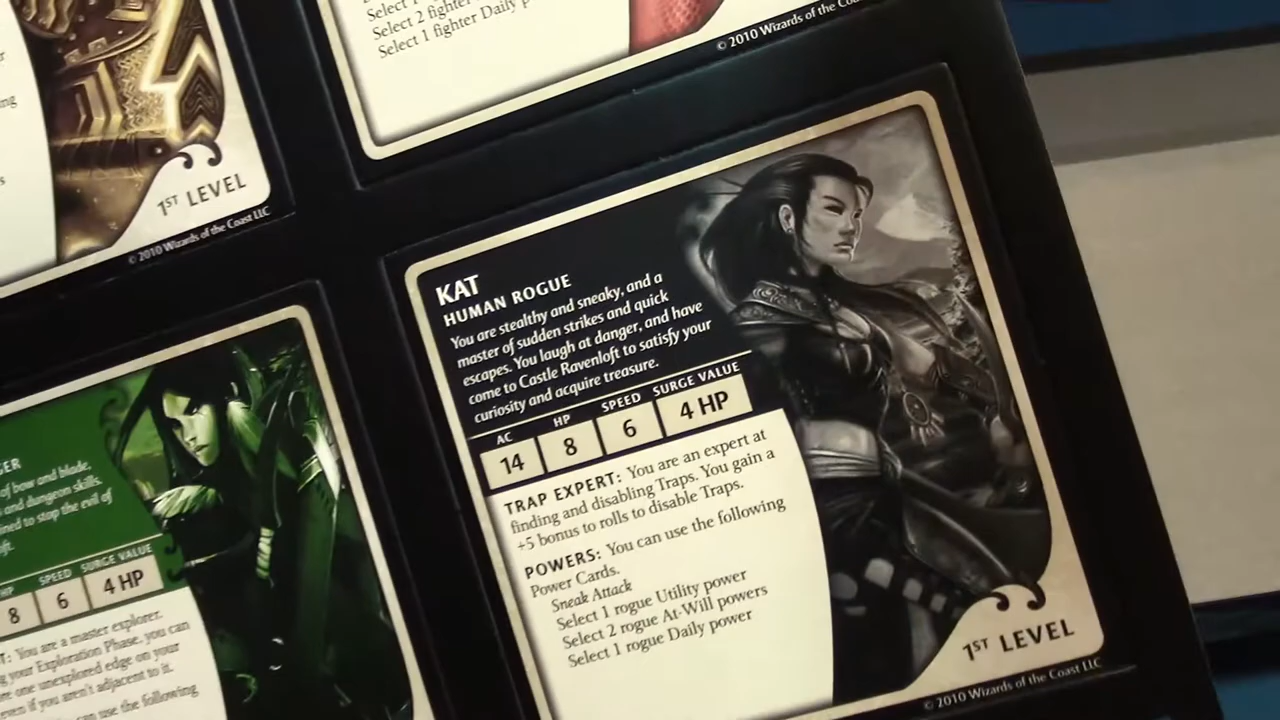 Select 2 fighter
Select 1 fighter Daily
© 2010 Wizards of the Coast
1ST LEVEL
© 2010 Wizards of the Coast LLC
KAT
HUMAN ROGUE
You are stealthy and sneaky, and a
master of sudden strikes and quick
escapes. You laugh at danger, and have
come to Castle Ravenloft to satisfy your
curiosity and acquire treasure.
AC HP SPEED SURGE VALUE
14 8 6 4 HP
TRAP EXPERT: You are an expert at
finding and disabling Traps. You gain a
+5 bonus to rolls to disable Traps.
POWERS: You can use the following
Power Cards.
Sneak Attack
Select 1 rogue Utility power
Select 2 rogue At-Will powers
Select 1 rogue Daily power
1ST LEVEL
© 2010 Wizards of the Coast LLC
of bow and blade,
and dungeon skills.
to stop the evil of
HP SPEED SURGE VALUE
8 6 4 HP
You are a master explorer.
your Exploration Phase, you can
one unexplored edge on your
even if you aren't adjacent to it.
can use the following